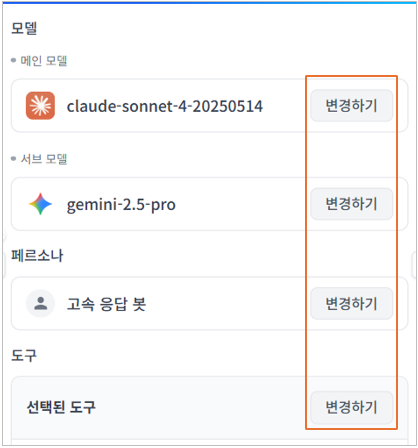 모델
메인 모델
claude-sonnet-4-20250514
변경하기
서브 모델
gemini-2.5-pro
변경하기
페르소나
고속 응답 봇
변경하기
도구
선택된 도구
변경하기